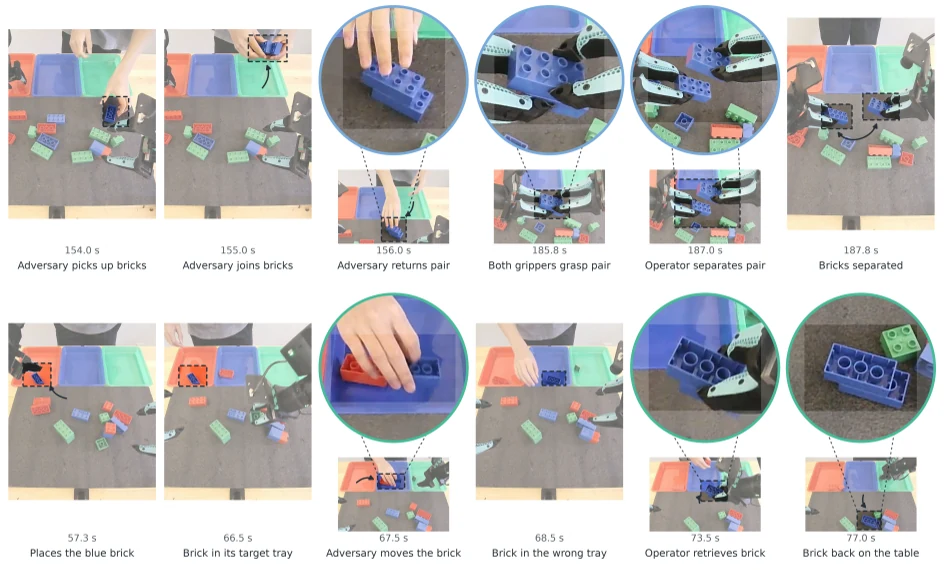 154.0 s
Adversary picks up bricks
155.0 s
Adversary joins bricks
156.0 s
Adversary returns pair
185.8 s
Both grippers grasp pair
187.0 s
Operator separates pair
187.8 s
Bricks separated
57.3 s
Places the blue brick
66.5 s
Brick in its target tray
67.5 s
Adversary moves the brick
68.5 s
Brick in the wrong tray
73.5 s
Operator retrieves brick
77.0 s
Brick back on the table